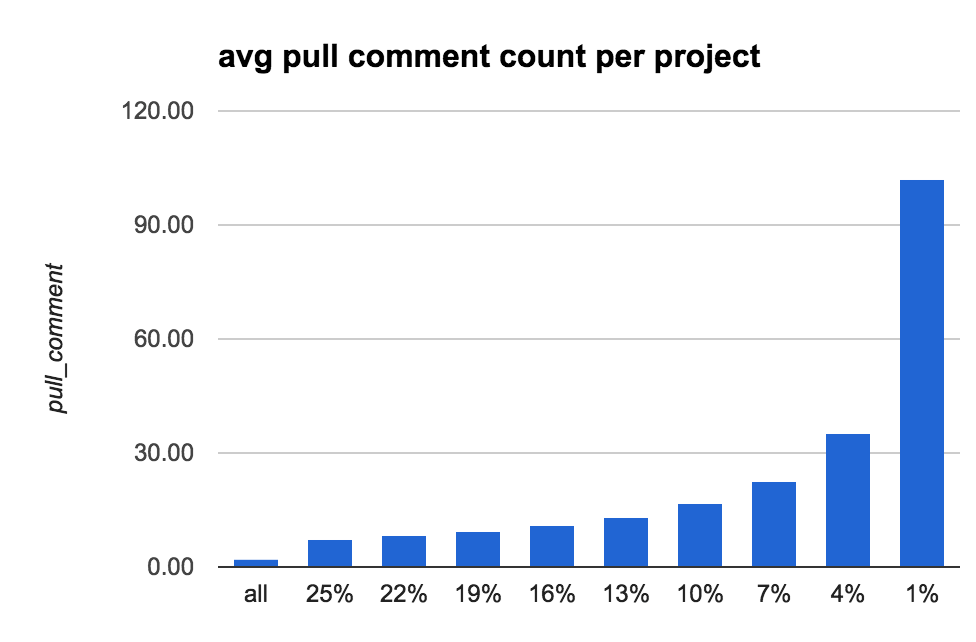 avg pull comment count per project
120.00
90.00
60.00
30.00
0.00
pull_comment
all 25% 22% 19% 16% 13% 10% 7% 4% 1%